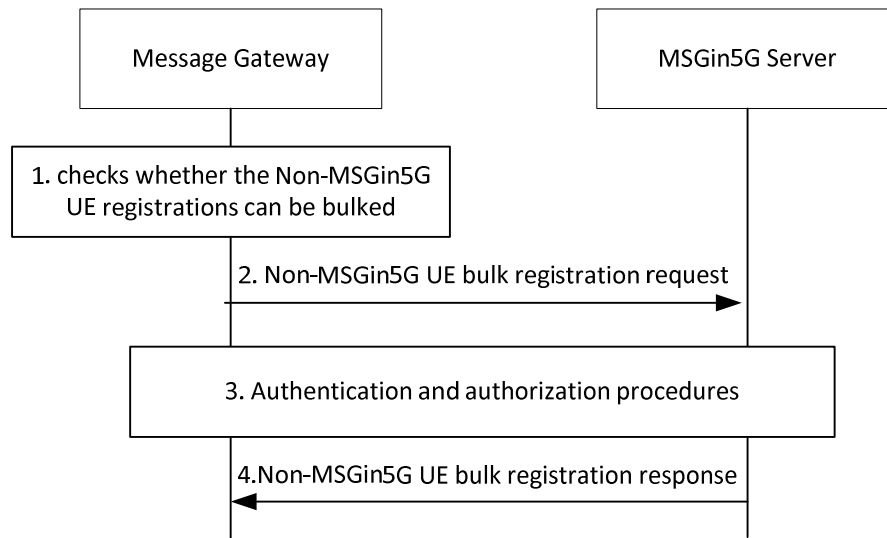 Message Gateway
MSGin5G Server
1. checks whether the Non-MSGin5G
UE registrations can be bulked
2. Non-MSGin5G UE bulk registration request
3. Authentication and authorization procedures
4.Non-MSGin5G UE bulk registration response